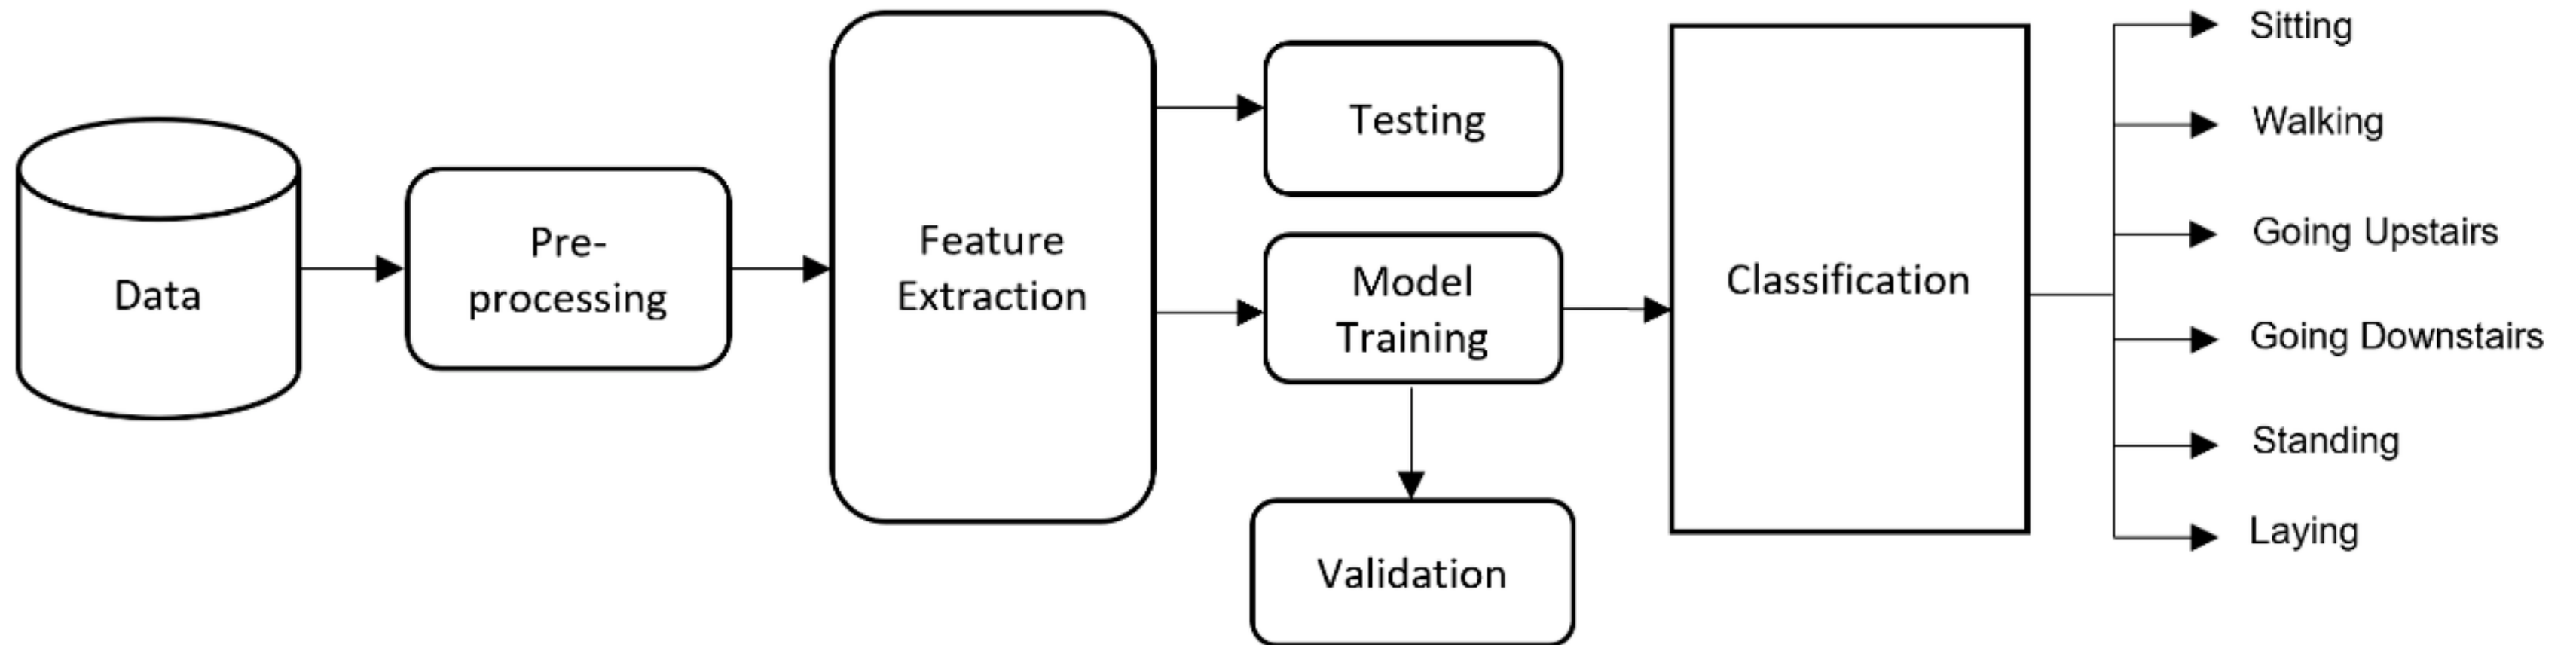 Data
Pre-
processing
Feature
Extraction
Testing
Model
Training
Validation
Classification
Sitting
Walking
Going Upstairs
Going Downstairs
Standing
Laying